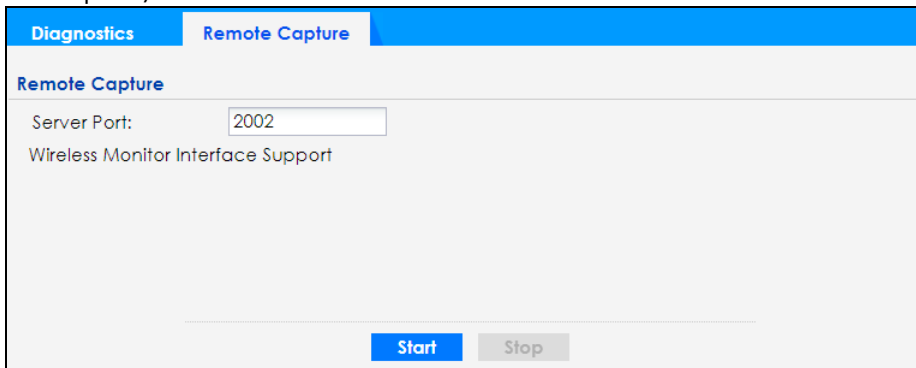 Diagnostics Remote Capture
Remote Capture
Server Port: 2002
Wireless Monitor Interface Support
Start Stop